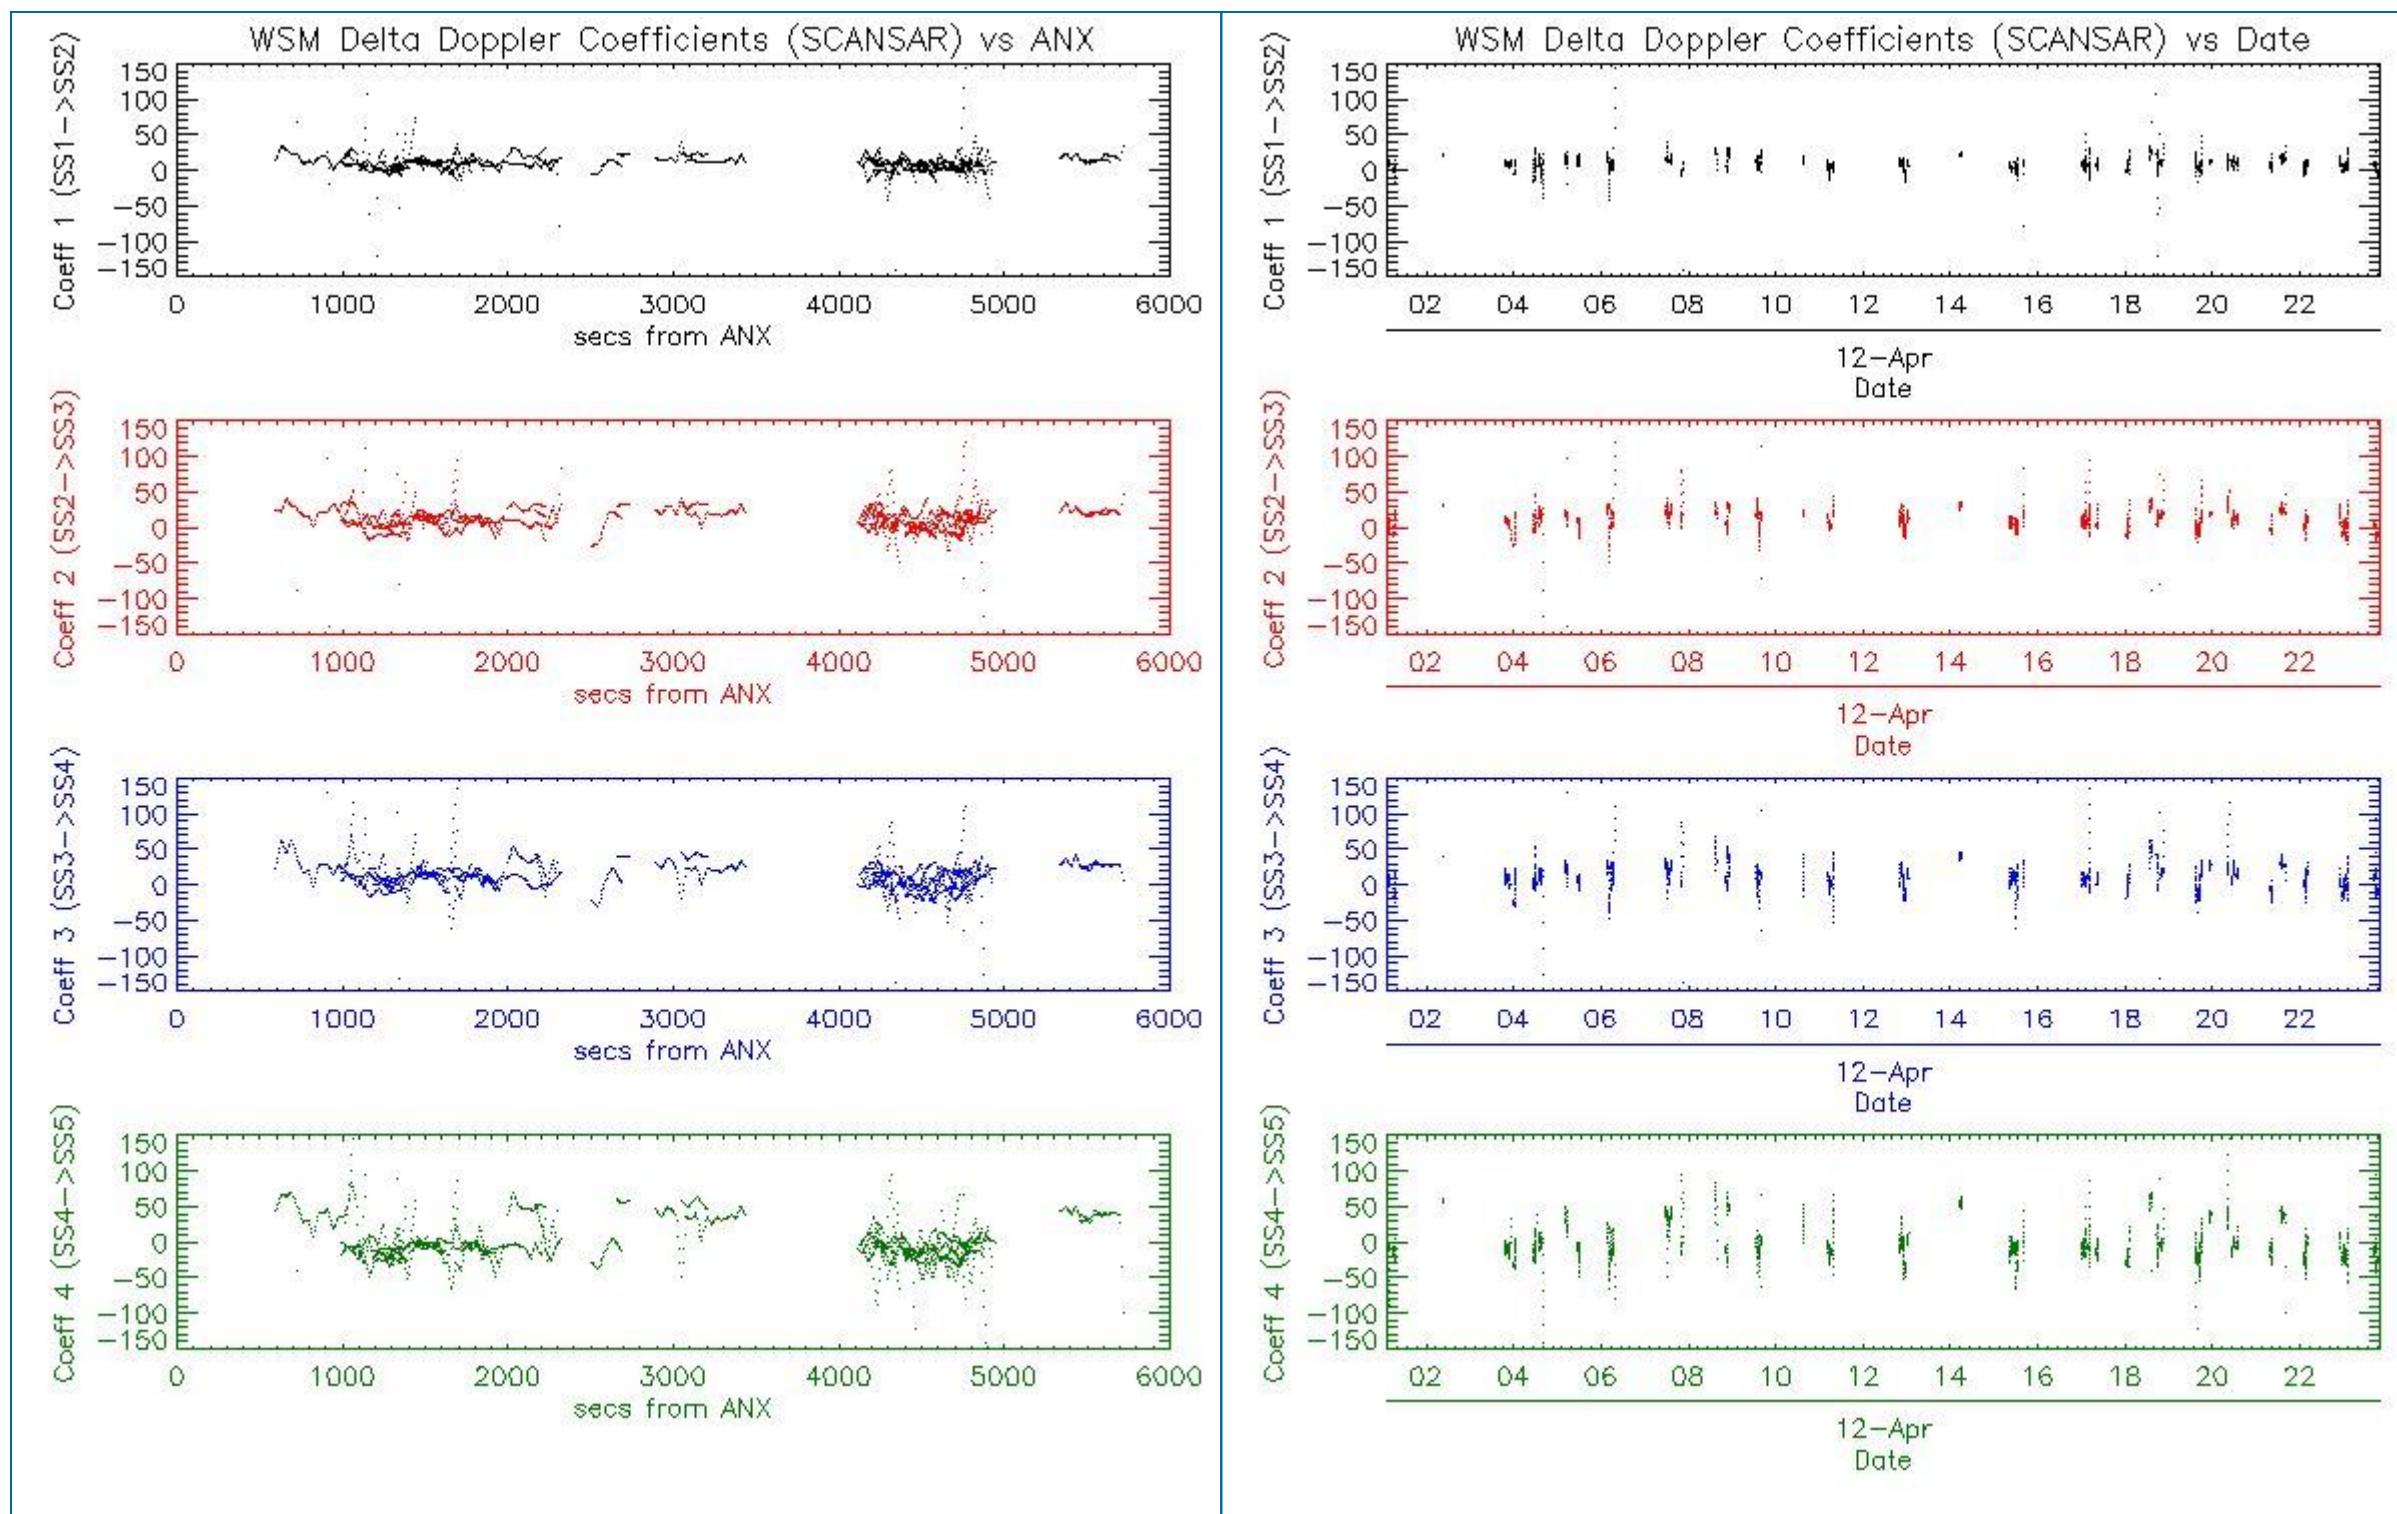 WSM Delta Doppler Coefficients (SCANSAR) vs ANX
Coeff 1 (SS1->SS2)
150
100
50
0
-50
-100
-150
0 1000 2000 3000 4000 5000 6000
secs from ANX
Coeff 2 (SS2->SS3)
150
100
50
0
-50
-100
-150
0 1000 2000 3000 4000 5000 6000
secs from ANX
Coeff 3 (SS3->SS4)
150
100
50
0
-50
-100
-150
0 1000 2000 3000 4000 5000 6000
secs from ANX
Coeff 4 (SS4->SS5)
150
100
50
0
-50
-100
-150
0 1000 2000 3000 4000 5000 6000
secs from ANX
WSM Delta Doppler Coefficients (SCANSAR) vs Date
Coeff 1 (SS1->SS2)
150
100
50
0
-50
-100
-150
02 04 06 08 10 12 14 16 18 20 22
12-Apr
Date
Coeff 2 (SS2->SS3)
150
100
50
0
-50
-100
-150
02 04 06 08 10 12 14 16 18 20 22
12-Apr
Date
Coeff 3 (SS3->SS4)
150
100
50
0
-50
-100
-150
02 04 06 08 10 12 14 16 18 20 22
12-Apr
Date
Coeff 4 (SS4->SS5)
150
100
50
0
-50
-100
-150
02 04 06 08 10 12 14 16 18 20 22
12-Apr
Date